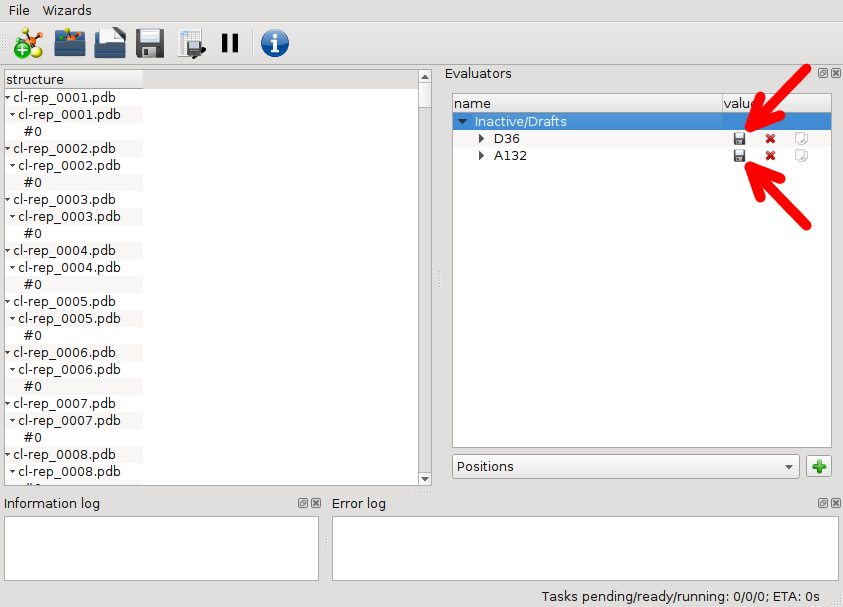 File Wizards
structure
cl-rep_0001.pdb
cl-rep_0001.pdb
#0
cl-rep_0002.pdb
cl-rep_0002.pdb
#0
cl-rep_0003.pdb
cl-rep_0003.pdb
#0
cl-rep_0004.pdb
cl-rep_0004.pdb
#0
cl-rep_0005.pdb
cl-rep_0005.pdb
#0
cl-rep_0006.pdb
cl-rep_0006.pdb
#0
cl-rep_0007.pdb
cl-rep_0007.pdb
#0
cl-rep_0008.pdb
cl-rep_0008.pdb
Evaluators
name value
Inactive/Drafts
D36
A132
Positions
Information log
Error log
Tasks pending/ready/running: 0/0/0; ETA: 0s